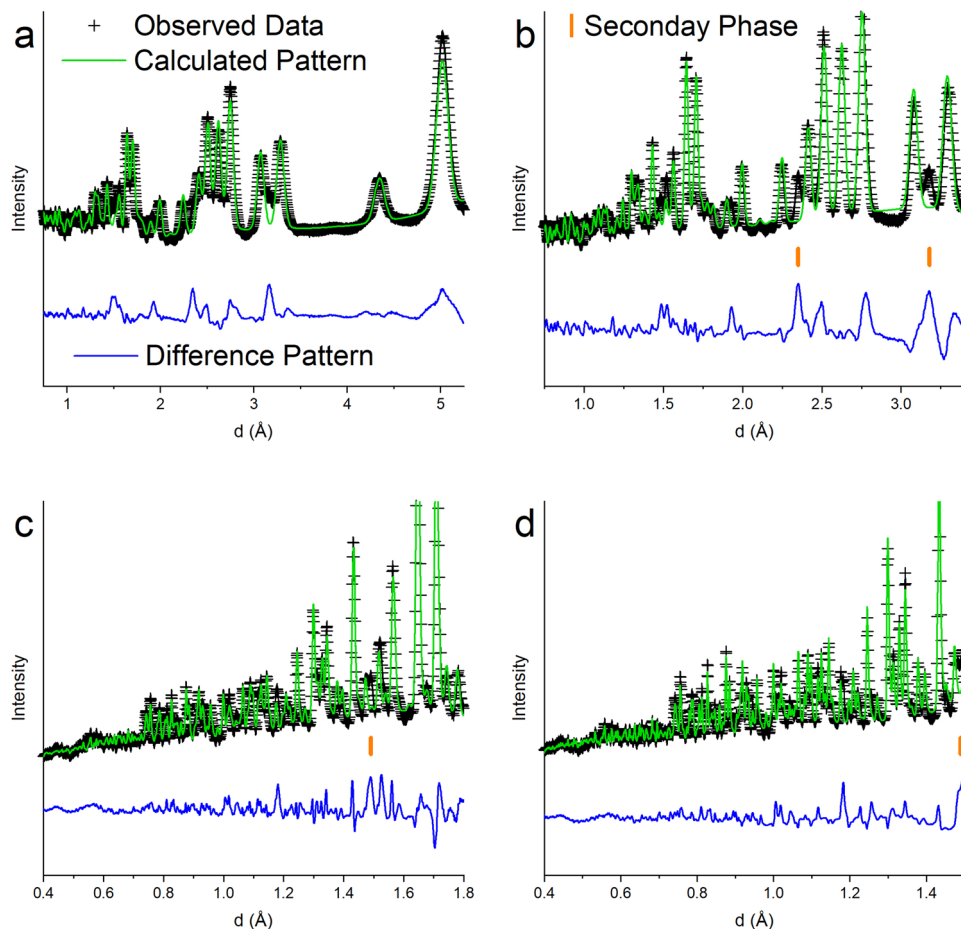 a
+ Observed Data
Calculated Pattern
Intensity
Difference Pattern
1 2 3 4 5
d (Å)
b
Seconday Phase
Intensity
1.0 1.5 2.0 2.5 3.0
d (Å)
c
Intensity
0.4 0.6 0.8 1.0 1.2 1.4 1.6 1.8
d (Å)
d
Intensity
0.4 0.6 0.8 1.0 1.2 1.4
d (Å)